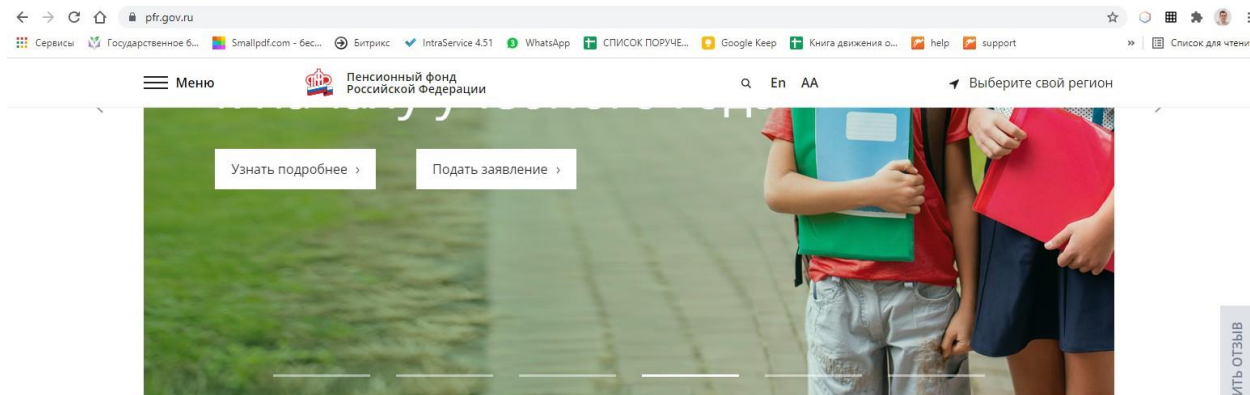 pfr.gov.ru
Сервисы Государственное б... Smallpdf.com - бес... Битрикс IntraService 4.51 WhatsApp СПИСОК ПОРУЧЕ... Google Keep Книга движения о... help support » Список для чтени
Меню Пенсионный фонд Российской Федерации En АА Выберите свой регион
Узнать подробнее › Подать заявление ›
ИТЬ ОТЗЫВ